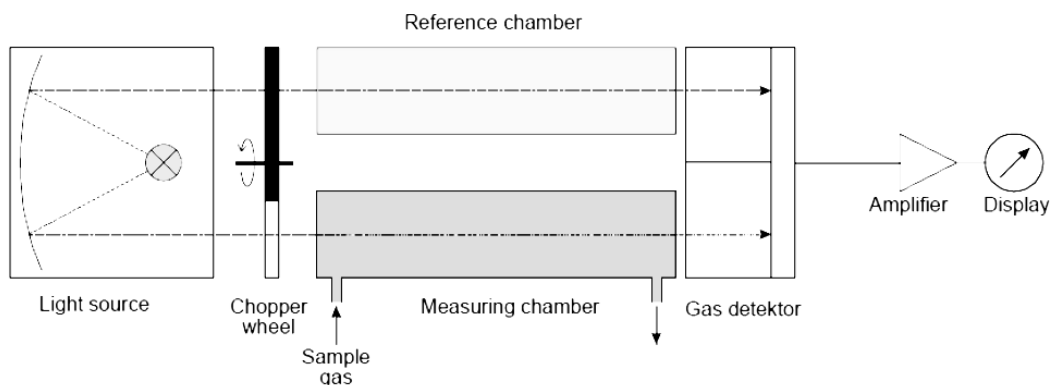 Reference chamber
Amplifier
Display
Light source
Chopper
wheel
Measuring chamber
Gas detektor
Sample
gas